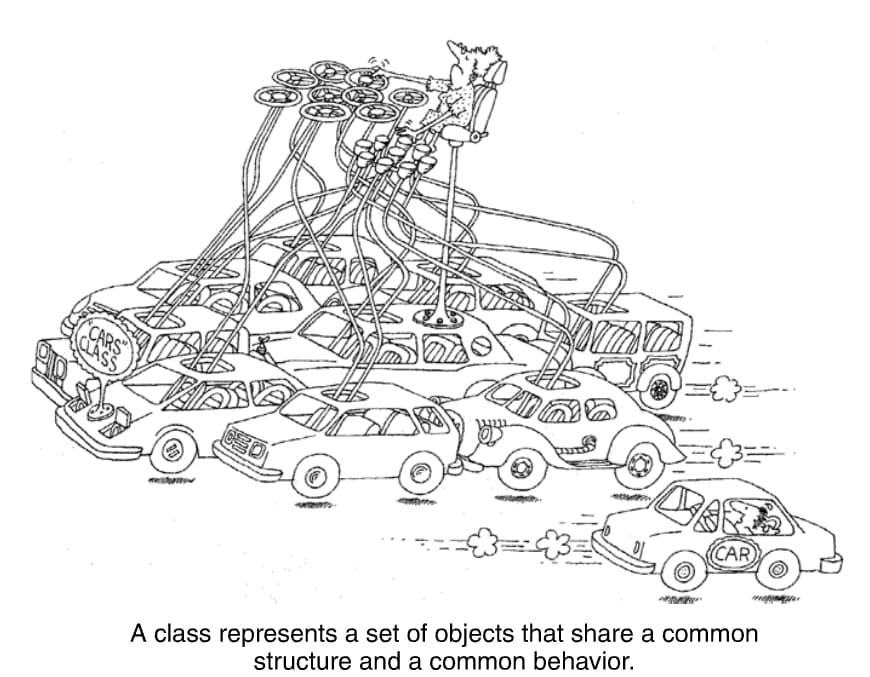 CARS"
CLASS
CAR
A class represents a set of objects that share a common
structure and a common behavior.